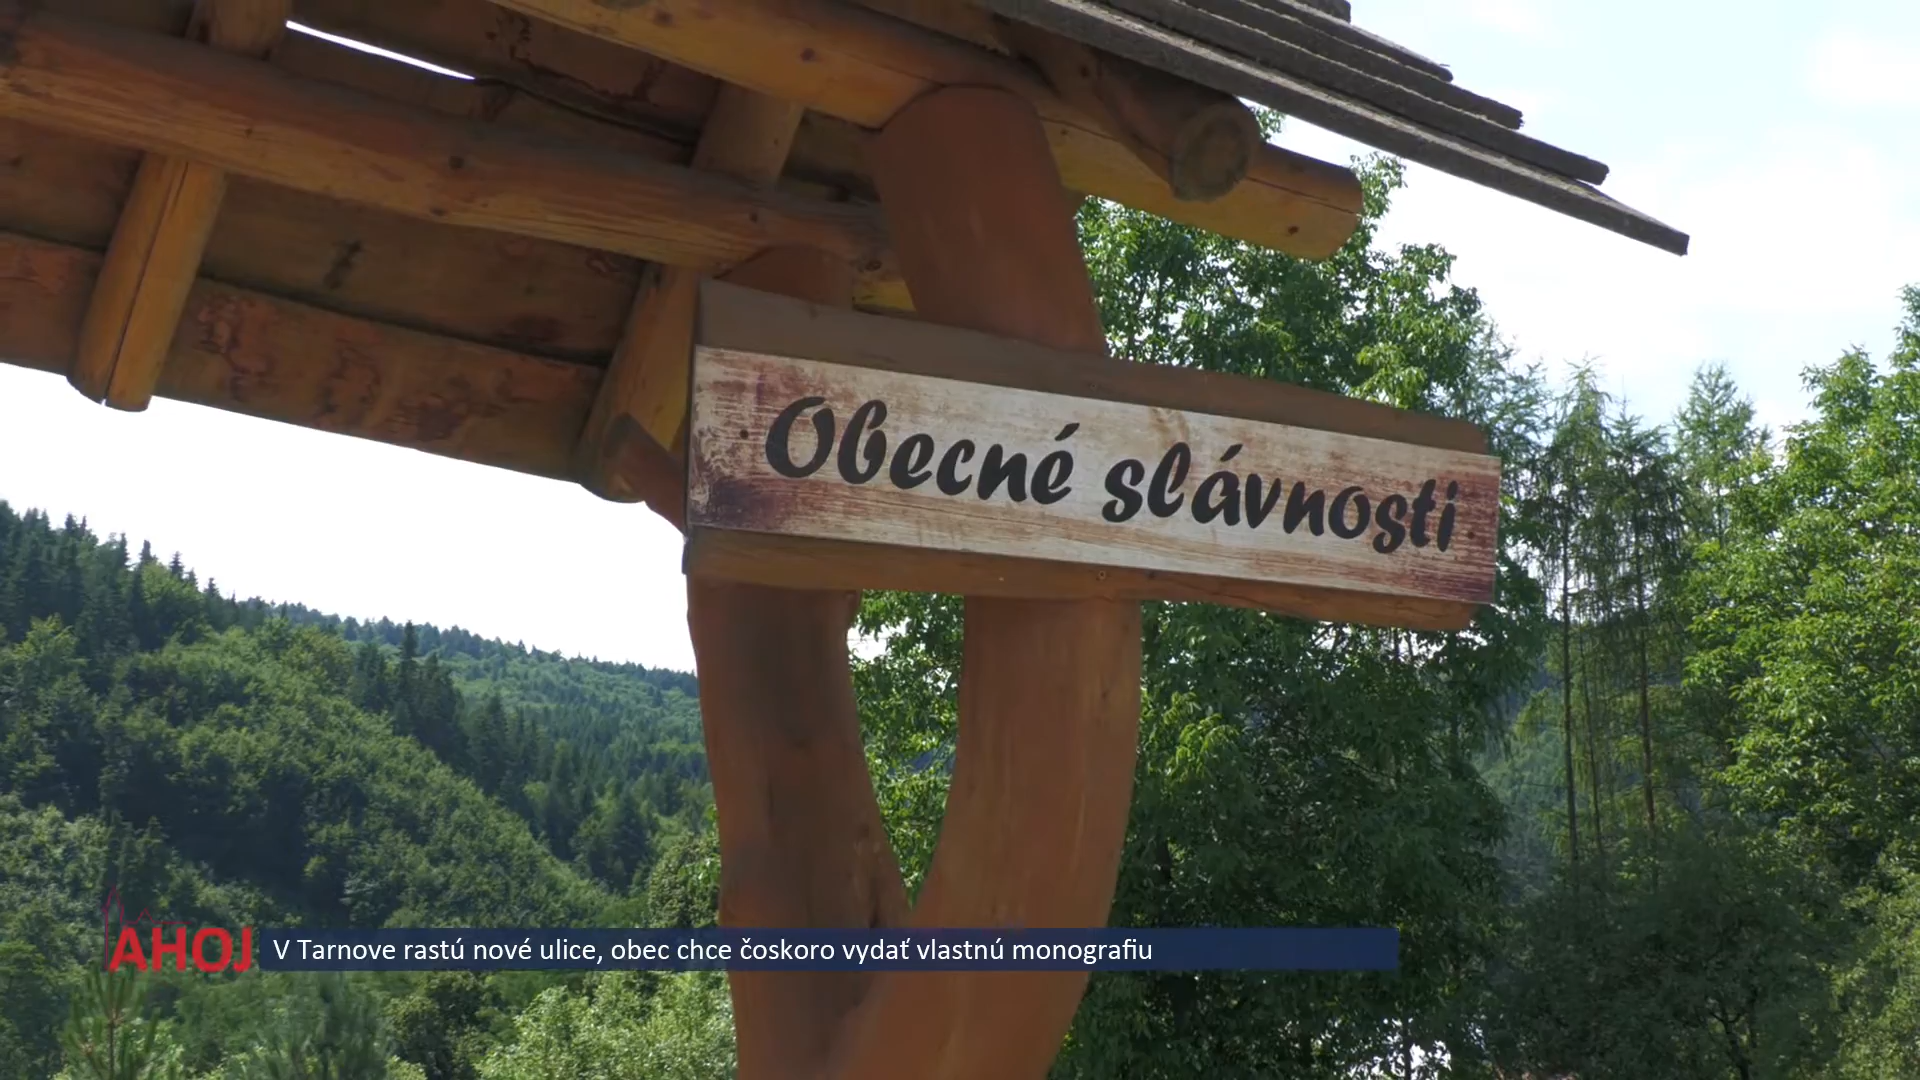 Obecné slávnosti
AHOJ
V Tarnove rastú nové ulice, obec chce čoskoro vydať vlastnú monografiu